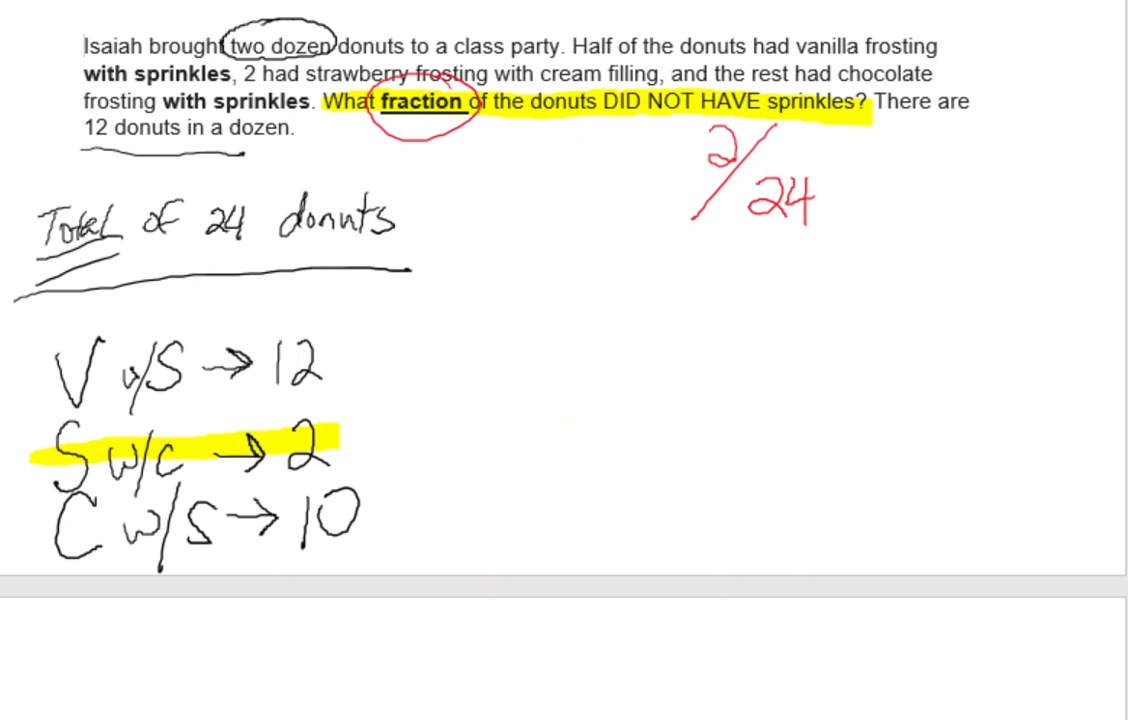 Isaiah brought two dozen donuts to a class party. Half of the donuts had vanilla frosting
with sprinkles, 2 had strawberry frosting with cream filling, and the rest had chocolate
frosting with sprinkles. What fraction of the donuts DID NOT HAVE sprinkles? There are
12 donuts in a dozen.
2/24
Total of 24 donuts
V w/S → 12
S w/C → 2
C w/S → 10